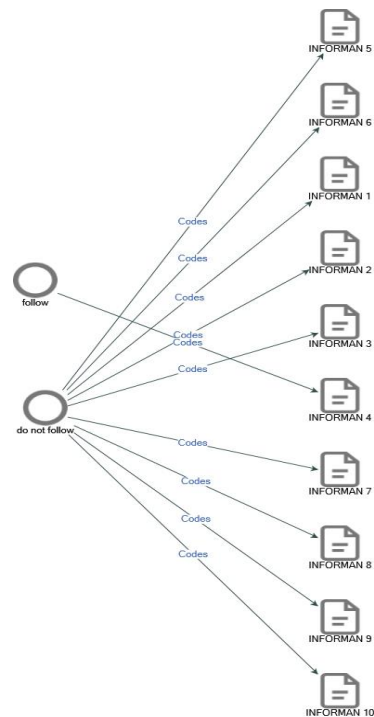 INFORMAN 5
INFORMAN 6
INFORMAN 1
Codes
Codes
INFORMAN 2
Codes
follow
Codes
Codes
INFORMAN 3
Codes
INFORMAN 4
do not follow
Codes
INFORMAN 7
Codes
INFORMAN 8
Codes
Codes
INFORMAN 9
INFORMAN 10